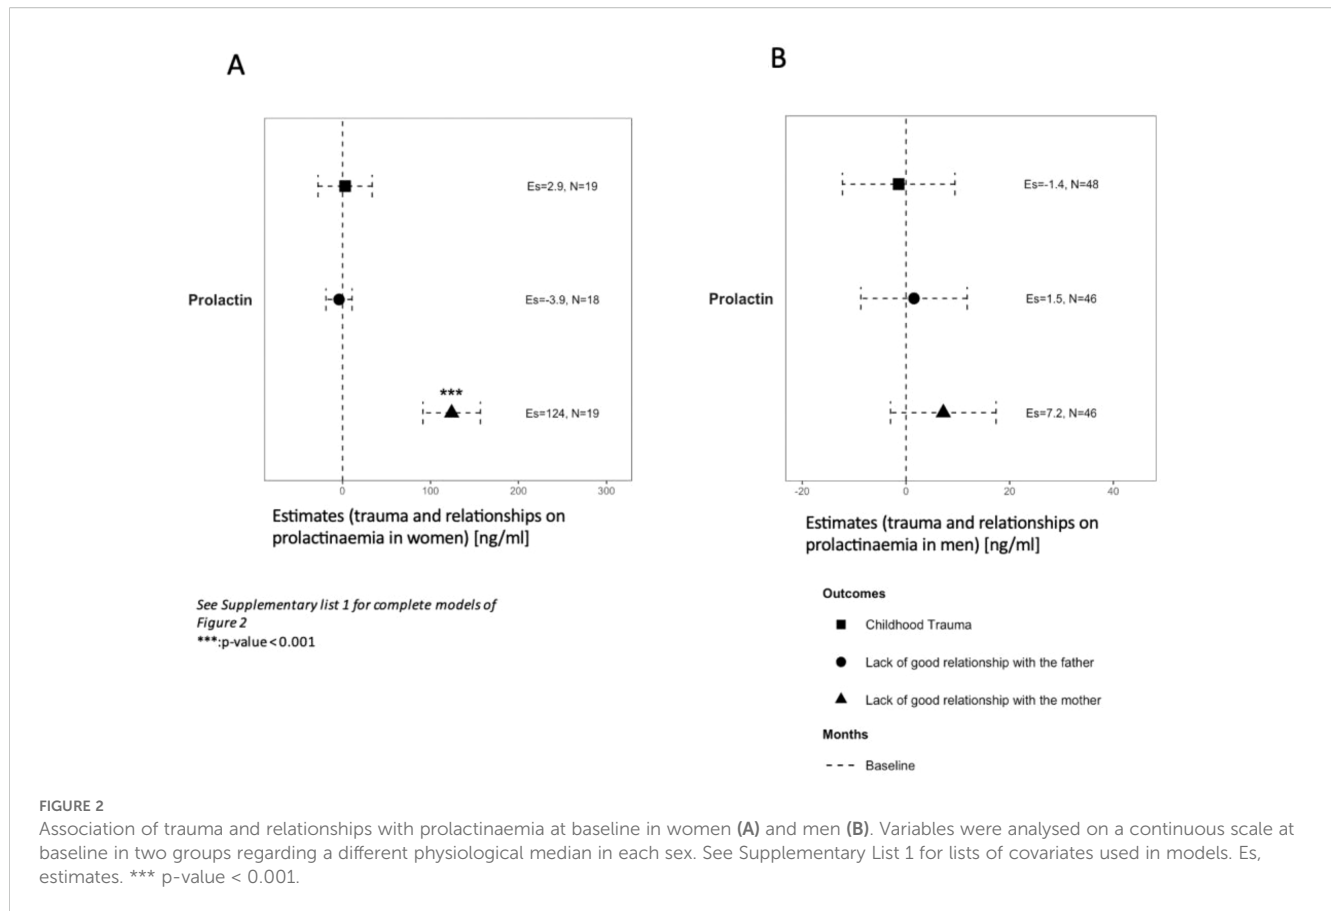 A
Es=2.9, N=19
Prolactin
Es=-3.9, N=18
***
Es=124, N=19
0 100 200 300
Estimates (trauma and relationships on
prolactinaemia in women) [ng/ml]
See Supplementary list 1 for complete models of
Figure 2
***:p-value<0.001
B
Es=-1.4, N=48
Prolactin
Es=1.5, N=46
Es=7.2, N=46
-20 0 20 40
Estimates (trauma and relationships on
prolactinaemia in men) [ng/ml]
Outcomes
Childhood Trauma
Lack of good relationship with the father
Lack of good relationship with the mother
Months
Baseline
FIGURE 2
Association of trauma and relationships with prolactinaemia at baseline in women (A) and men (B). Variables were analysed on a continuous scale at
baseline in two groups regarding a different physiological median in each sex. See Supplementary List 1 for lists of covariates used in models. Es,
estimates. *** p-value < 0.001.